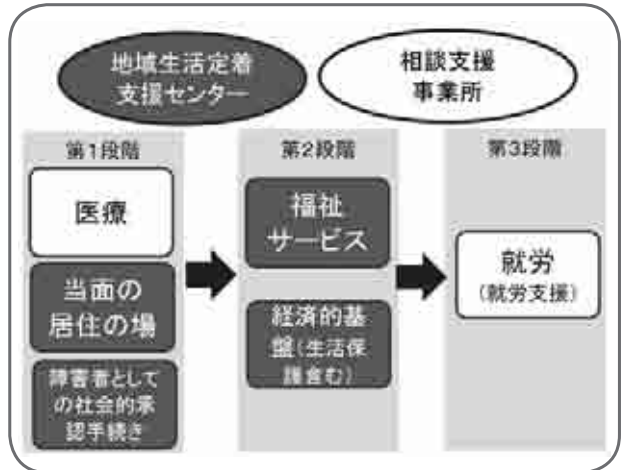 地域生活定着
支援センター
相談支援
事業所
第1段階
医療
当面の
居住の場
障害者として
の社会的承
認手続き
第2段階
福祉
サービス
経済的基
盤(生活保
護含む)
第3段階
就労
(就労支援)